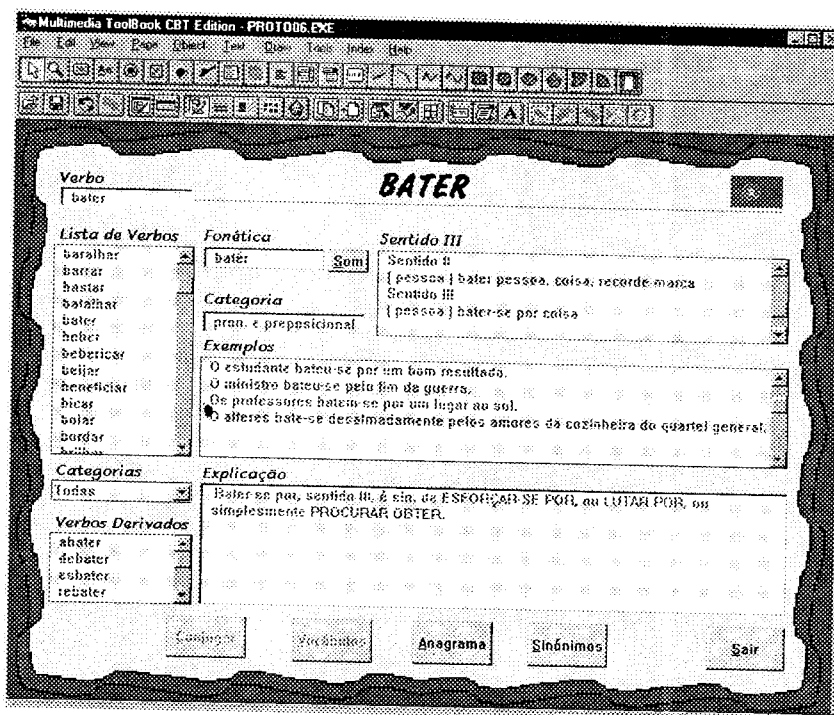 Multimedia ToolBook CBT Edition - PROTO06.EXE
File Edit View Page Object Text Draw Tools Index Help
BATER
Verbo
bater
Lista de Verbos
baralhar
barrar
bastar
batalhar
bater
beber
bebericar
beijar
beneficiar
bicar
boiar
bordar
brilhar
Fonética
batêr
Som
Categoria
pron. e preposicional
Sentido III
Sentido II
[ pessoa ] bater pessoa, coisa, recorde-marca
Sentido III
[ pessoa ] bater-se por coisa
Exemplos
O estudante bateu-se por um bom resultado.
O ministro bateu-se pelo fim da guerra.
Os professores batem-se por um lugar ao sol.
O alferes bate-se desalmadamente pelos amores da cozinheira do quartel general.
Categorias
Todas
Verbos Derivados
abater
debater
esbater
rebater
Explicação
Bater-se por, sentido III, é sin. de ESFORÇAR-SE POR, ou LUTAR POR, ou
simplesmente PROCURAR OBTER.
Conjugar
Vocábulos
Anagrama
Sinónimos
Sair